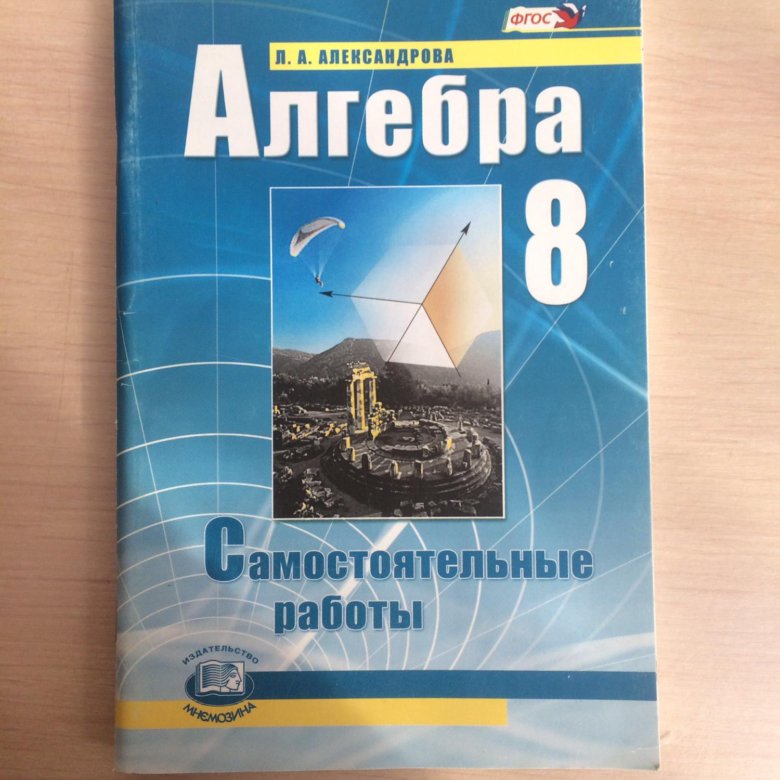 ФГОС
Л. А. АЛЕКСАНДРОВА
Алгебра
8
Самостоятельные
работы
ИЗДАТЕЛЬСТВО
МНЕМОЗИНА